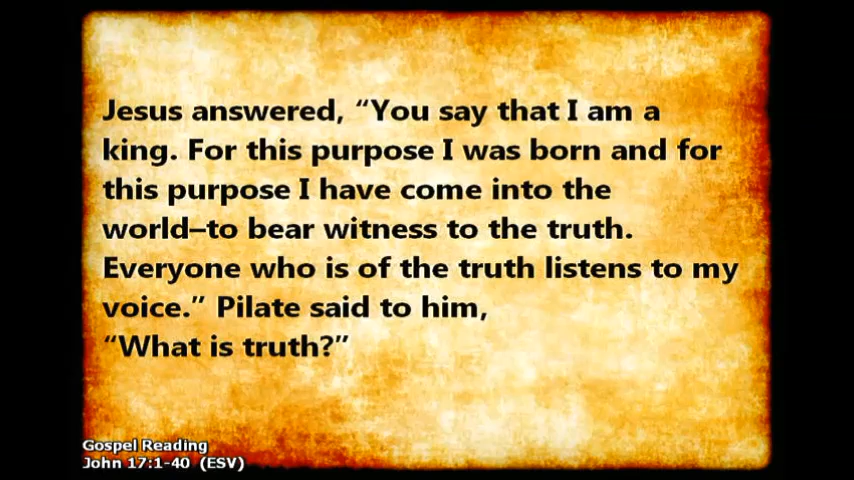 Jesus answered, “You say that I am a
king. For this purpose I was born and for
this purpose I have come into the
world–to bear witness to the truth.
Everyone who is of the truth listens to my
voice.” Pilate said to him,
“What is truth?”
Gospel Reading
John 17:1-40 (ESV)